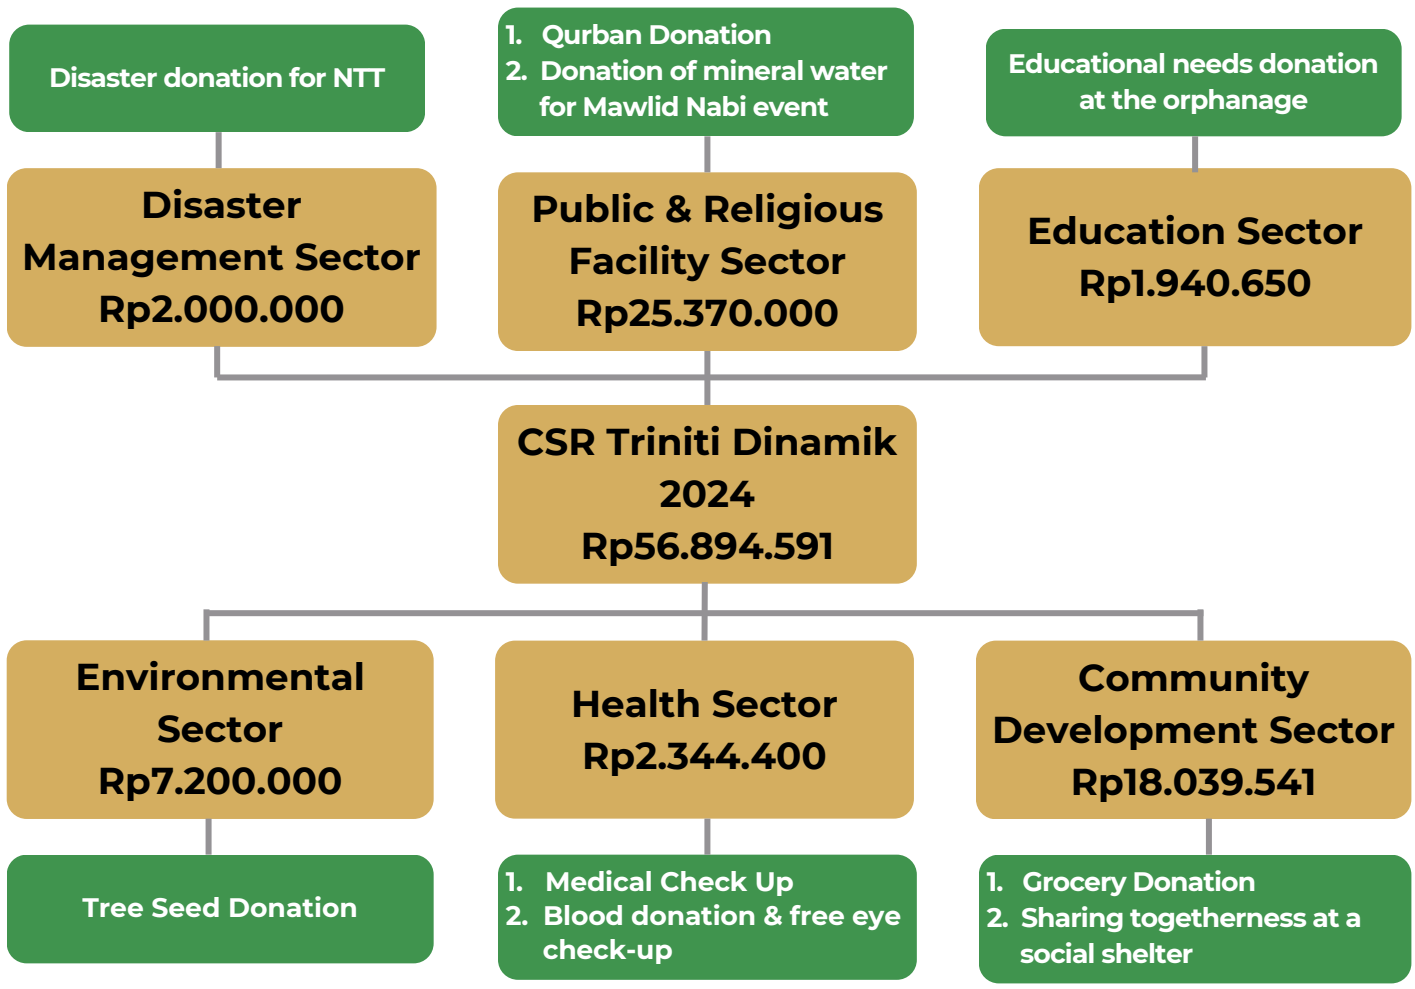 Disaster donation for NTT
1. Qurban Donation
2. Donation of mineral water
for Mawlid Nabi event
Educational needs donation
at the orphanage
Disaster
Management Sector
Rp2.000.000
Public & Religious
Facility Sector
Rp25.370.000
Education Sector
Rp1.940.650
CSR Triniti Dinamik
2024
Rp56.894.591
Environmental
Sector
Rp7.200.000
Health Sector
Rp2.344.400
Community
Development Sector
Rp18.039.541
Tree Seed Donation
1. Medical Check Up
2. Blood donation & free eye
check-up
1. Grocery Donation
2. Sharing togetherness at a
social shelter